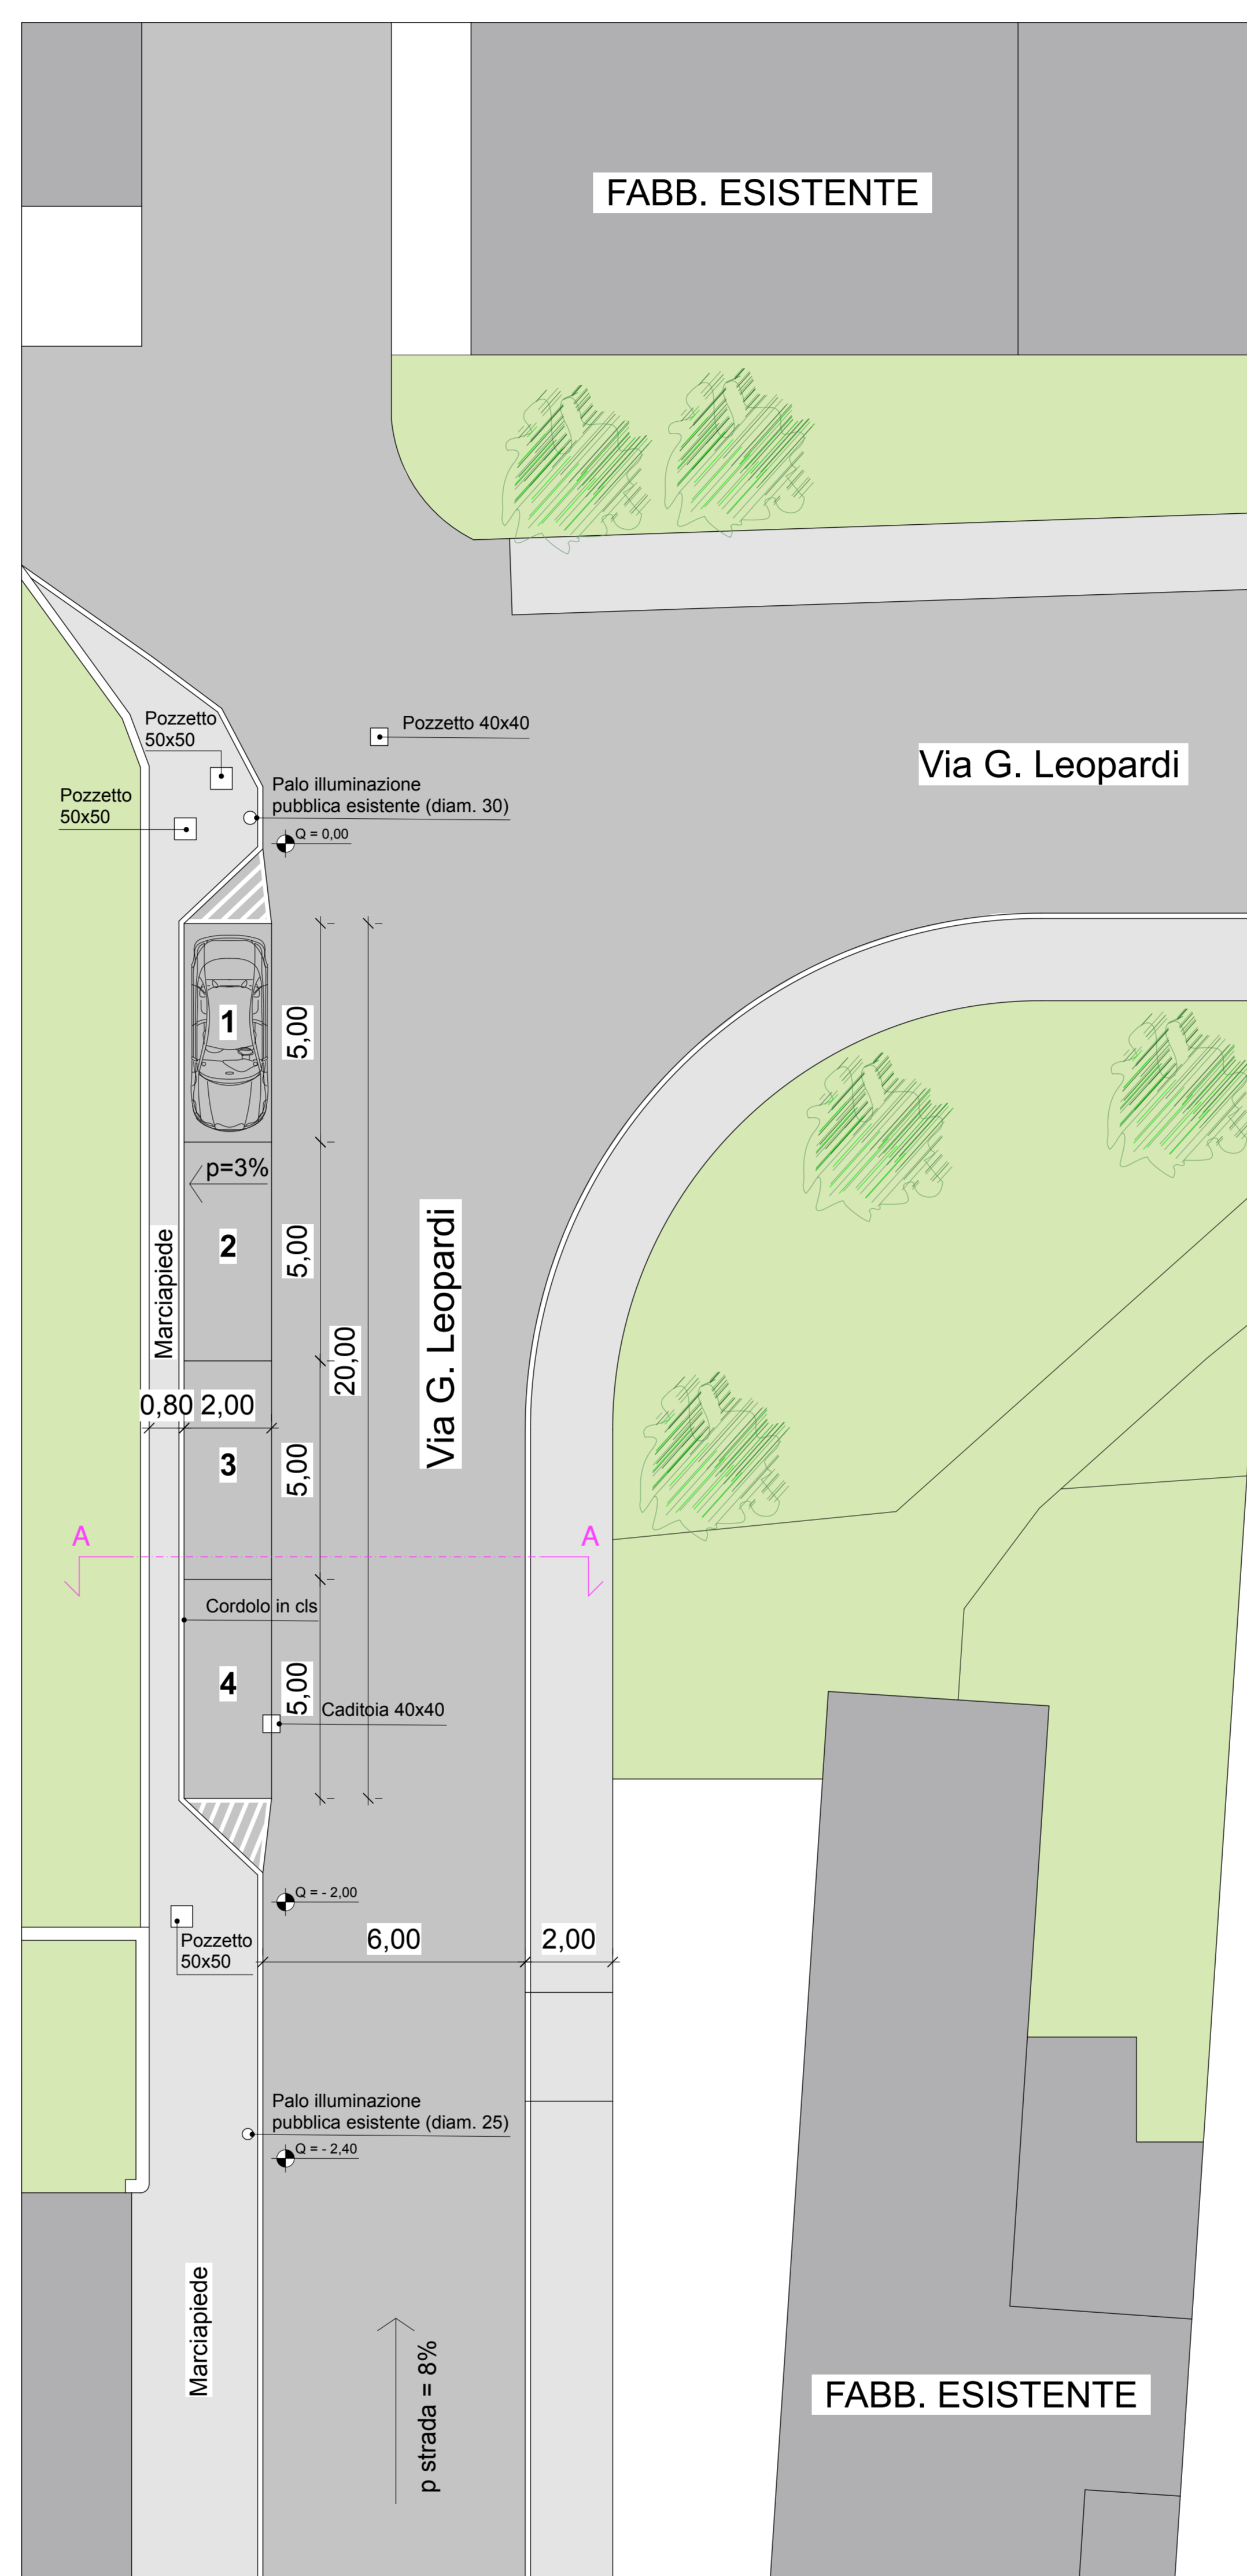 FABB. ESISTENTE
Pozzetto
50x50
Pozzetto 40x40
Via G. Leopardi
Pozzetto
50x50
Palo illuminazione
pubblica esistente (diam. 30)
Q = 0,00
1
5,00
p=3%
2
5,00
Marciapiede
20,00
Via G. Leopardi
0,80
2,00
3
5,00
A
A
Cordolo in cls
4
5,00
Caditoia 40x40
Q = - 2,00
Pozzetto
50x50
6,00
2,00
Palo illuminazione
pubblica esistente (diam. 25)
Q = - 2,40
Marciapiede
p strada = 8%
FABB. ESISTENTE